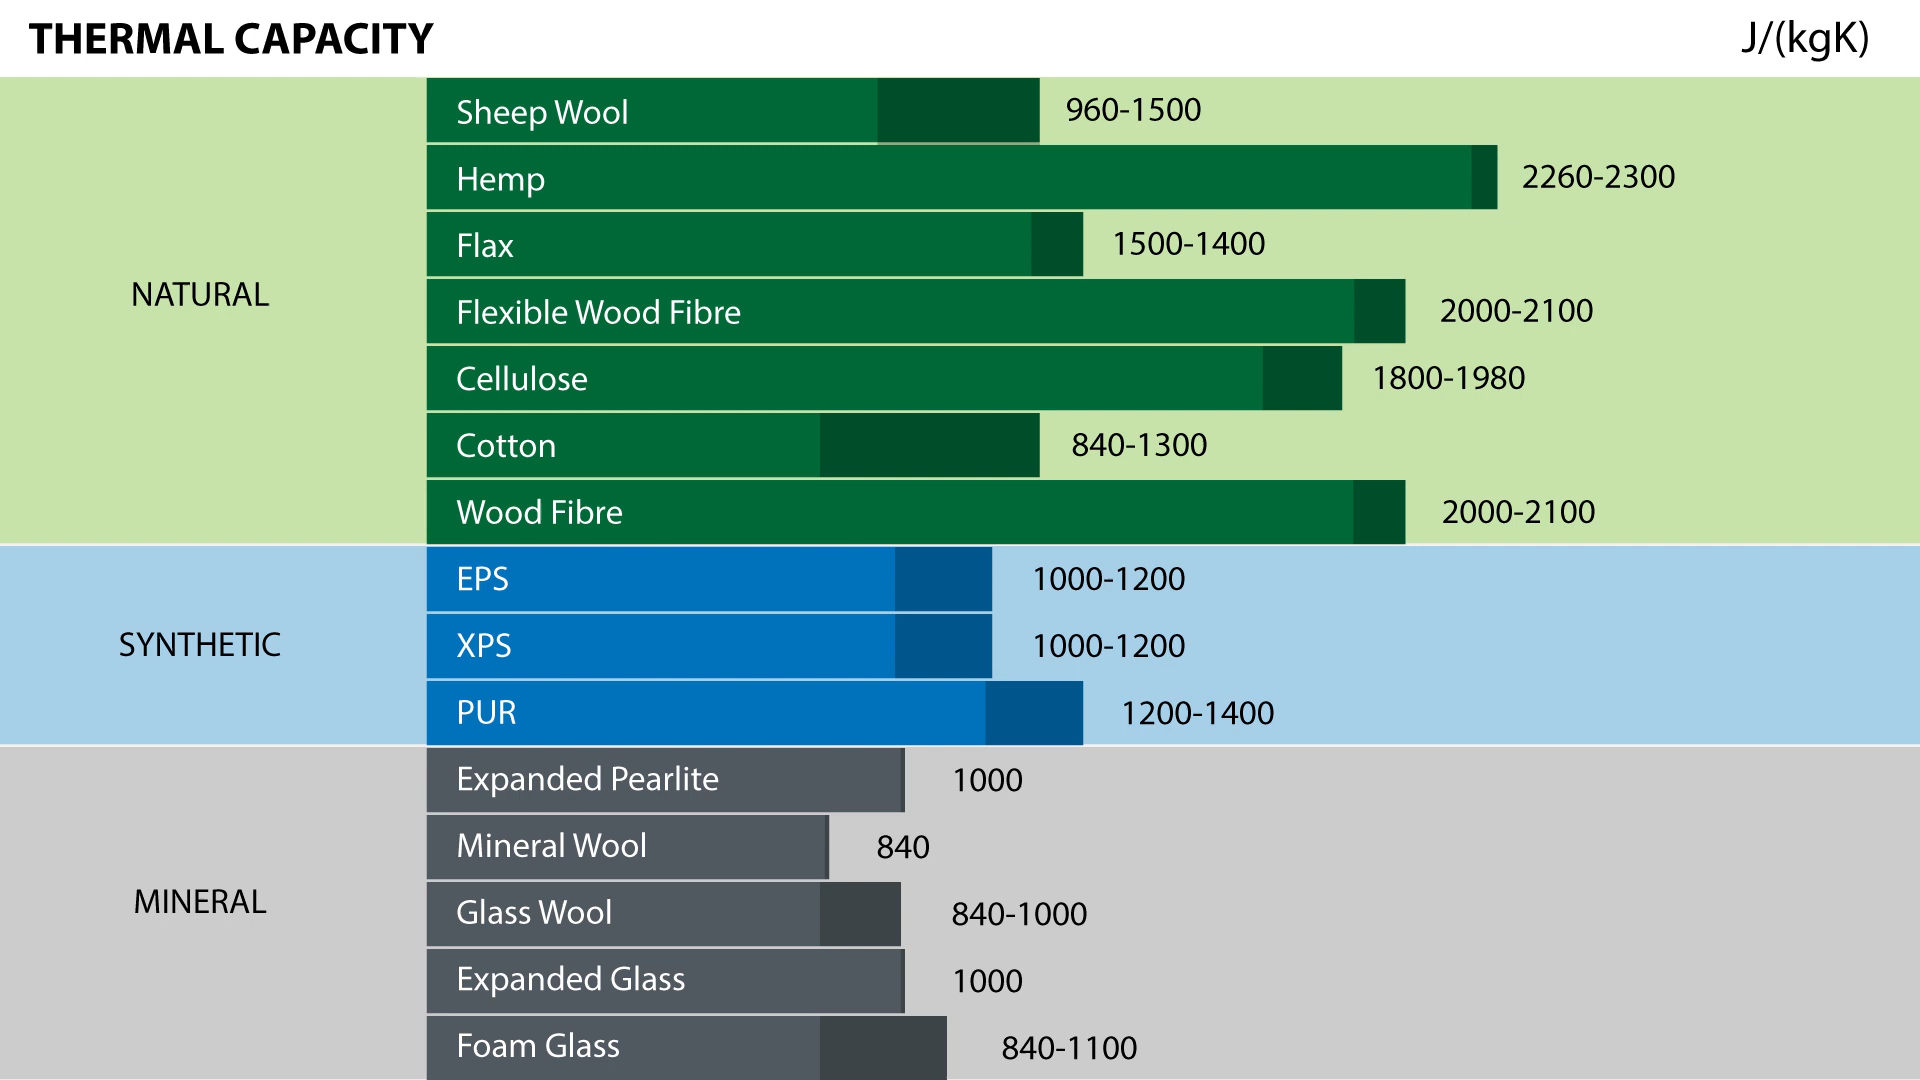 THERMAL CAPACITY J/(kgK)
NATURAL
Sheep Wool 960-1500
Hemp 2260-2300
Flax 1500-1400
Flexible Wood Fibre 2000-2100
Cellulose 1800-1980
Cotton 840-1300
Wood Fibre 2000-2100
SYNTHETIC
EPS 1000-1200
XPS 1000-1200
PUR 1200-1400
MINERAL
Expanded Pearlite 1000
Mineral Wool 840
Glass Wool 840-1000
Expanded Glass 1000
Foam Glass 840-1100